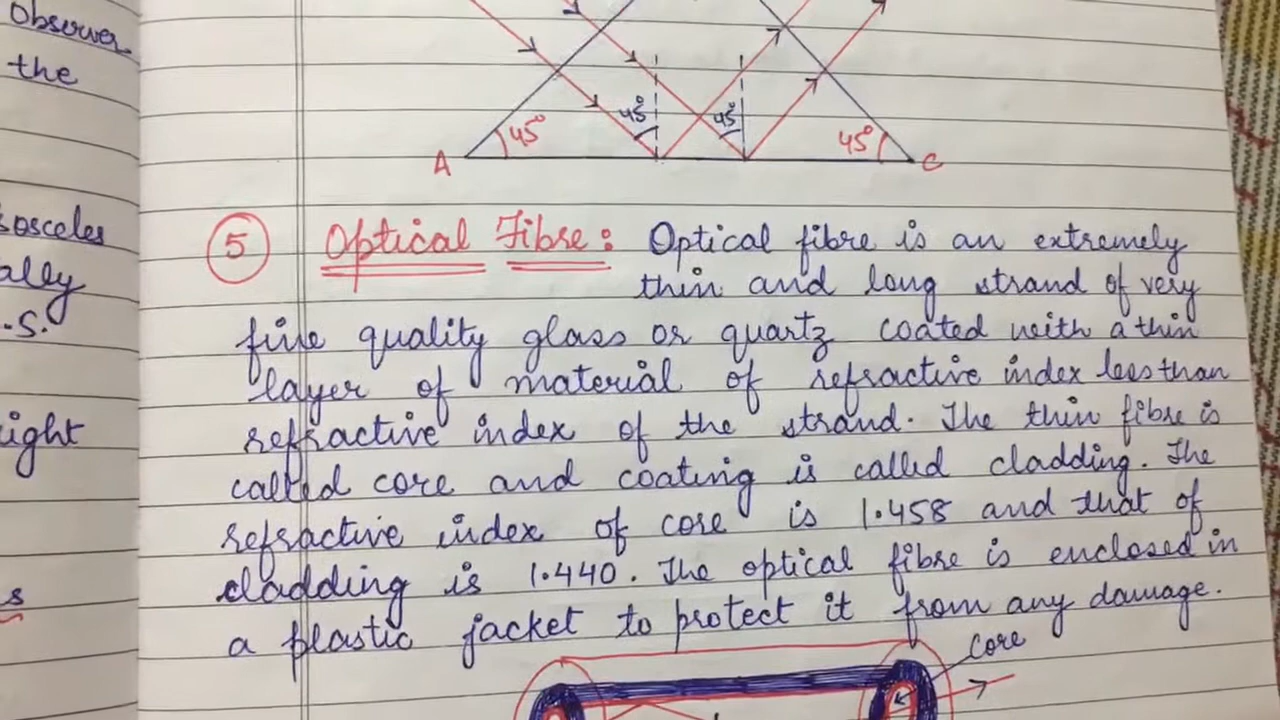 Observer
the
osceles
ally
.S.
ight
s
45° 45°
45° 45°
A C
5 Optical Fibre: Optical fibre is an extremely
thin and long strand of very
fine quality glass or quartz coated with a thin
layer of material of refractive index less than
refractive index of the strand. The thin fibre is
called core and coating is called cladding. The
refractive index of core is 1.458 and that of
cladding is 1.440. The optical fibre is enclosed in
a plastic jacket to protect it from any damage.
core